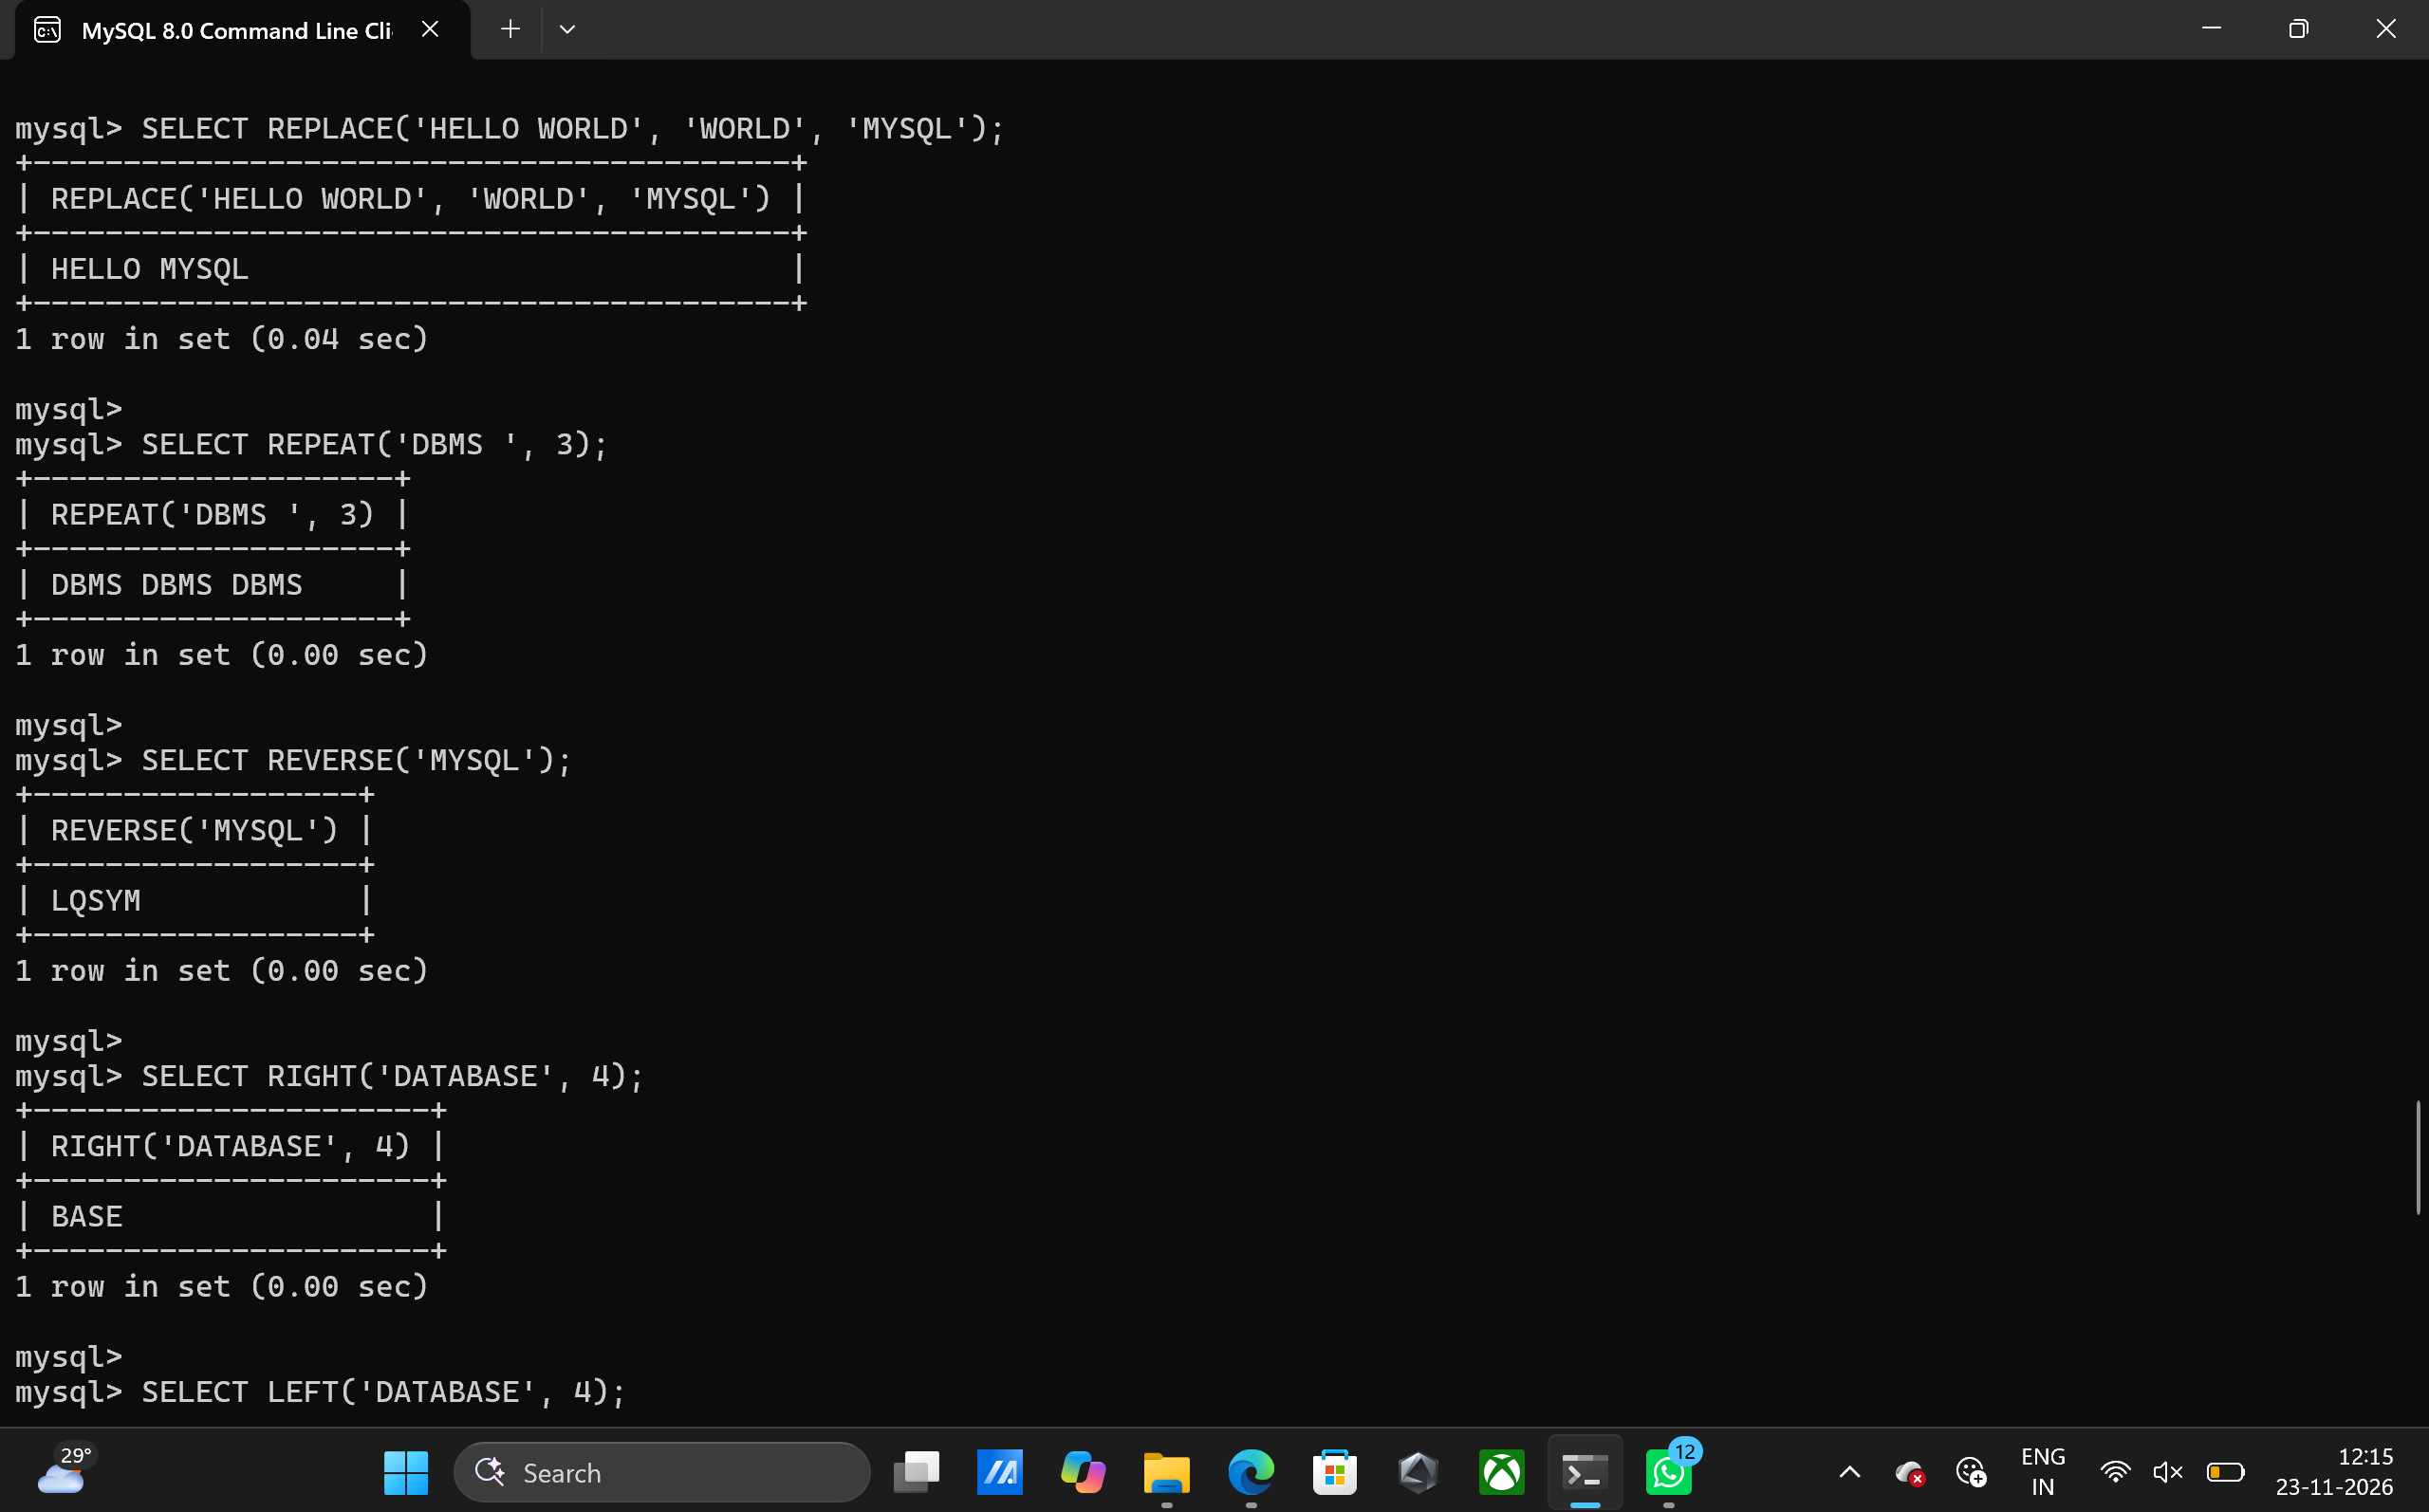 MySQL 8.0 Command Line Cli
mysql> SELECT REPLACE('HELLO WORLD', 'WORLD', 'MYSQL');
+------------------------------------------+
| REPLACE('HELLO WORLD', 'WORLD', 'MYSQL') |
+------------------------------------------+
| HELLO MYSQL                              |
+------------------------------------------+
1 row in set (0.04 sec)
mysql>
mysql> SELECT REPEAT('DBMS ', 3);
+--------------------+
| REPEAT('DBMS ', 3) |
+--------------------+
| DBMS DBMS DBMS     |
+--------------------+
1 row in set (0.00 sec)
mysql>
mysql> SELECT REVERSE('MYSQL');
+------------------+
| REVERSE('MYSQL') |
+------------------+
| LQSYM            |
+------------------+
1 row in set (0.00 sec)
mysql>
mysql> SELECT RIGHT('DATABASE', 4);
+----------------------+
| RIGHT('DATABASE', 4) |
+----------------------+
| BASE                 |
+----------------------+
1 row in set (0.00 sec)
mysql>
mysql> SELECT LEFT('DATABASE', 4);
29°
Search
12
ENG
IN
12:15
23-11-2026